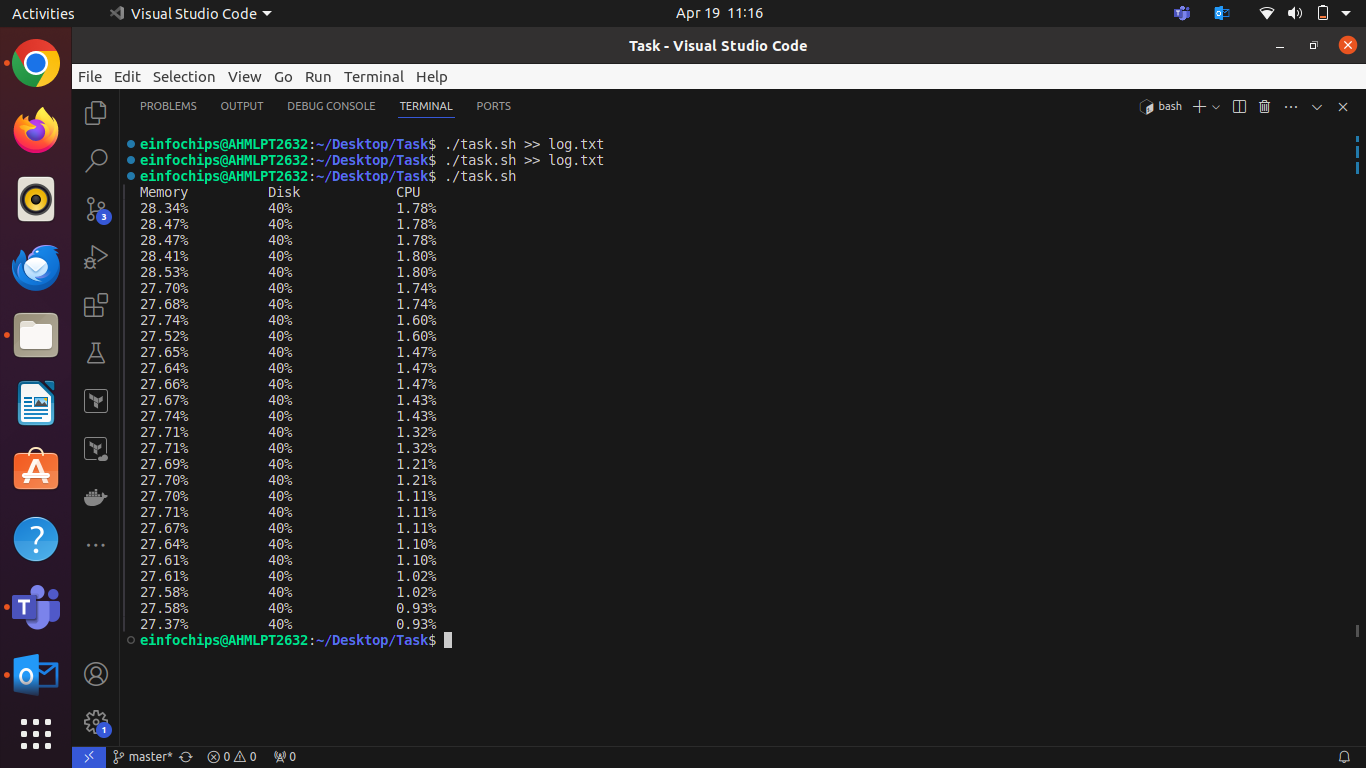 Activities Visual Studio Code Apr 19 11:16
Task - Visual Studio Code
File Edit Selection View Go Run Terminal Help
PROBLEMS OUTPUT DEBUG CONSOLE TERMINAL PORTS bash
einfochips@AHMLPT2632:~/Desktop/Task$ ./task.sh >> log.txt
einfochips@AHMLPT2632:~/Desktop/Task$ ./task.sh >> log.txt
einfochips@AHMLPT2632:~/Desktop/Task$ ./task.sh
Memory Disk CPU
28.34% 40% 1.78%
28.47% 40% 1.78%
28.47% 40% 1.78%
28.41% 40% 1.80%
28.53% 40% 1.80%
27.70% 40% 1.74%
27.68% 40% 1.74%
27.74% 40% 1.60%
27.52% 40% 1.60%
27.65% 40% 1.47%
27.64% 40% 1.47%
27.66% 40% 1.47%
27.67% 40% 1.43%
27.74% 40% 1.43%
27.71% 40% 1.32%
27.71% 40% 1.32%
27.69% 40% 1.21%
27.70% 40% 1.21%
27.70% 40% 1.11%
27.71% 40% 1.11%
27.67% 40% 1.11%
27.64% 40% 1.10%
27.61% 40% 1.10%
27.61% 40% 1.02%
27.58% 40% 1.02%
27.58% 40% 0.93%
27.37% 40% 0.93%
einfochips@AHMLPT2632:~/Desktop/Task$
3
1
master* 0 0 0